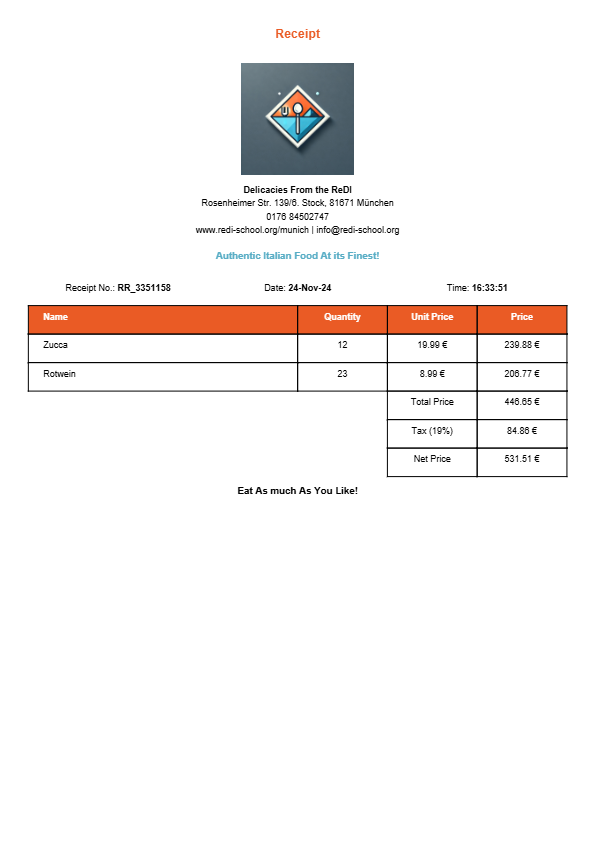 Receipt
Delicacies From the ReDI
Rosenheimer Str. 139/6. Stock, 81671 München
0176 84502747
www.redi-school.org/munich | info@redi-school.org
Authentic Italian Food At its Finest!
Receipt No.: RR_3351158 Date: 24-Nov-24 Time: 16:33:51
Name Quantity Unit Price Price
Zucca 12 19.99 € 239.88 €
Rotwein 23 8.99 € 206.77 €
Total Price 446.65 €
Tax (19%) 84.86 €
Net Price 531.51 €
Eat As much As You Like!